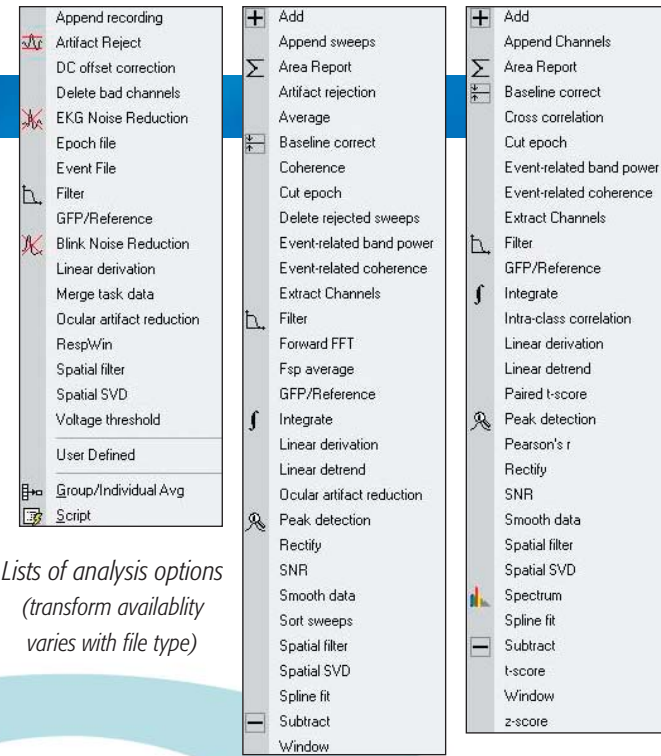 Append recording
Artifact Reject
DC offset correction
Delete bad channels
EKG Noise Reduction
Epoch file
Event File
Filter
GFP/Reference
Blink Noise Reduction
Linear derivation
Merge task data
Ocular artifact reduction
RespWin
Spatial filter
Spatial SVD
Voltage threshold
User Defined
Group/Individual Avg
Script
Lists of analysis options
(transform availablity
varies with file type)
Add
Append sweeps
Area Report
Artifact rejection
Average
Baseline correct
Coherence
Cut epoch
Delete rejected sweeps
Event-related band power
Event-related coherence
Extract Channels
Filter
Forward FFT
Fsp average
GFP/Reference
Integrate
Linear derivation
Linear detrend
Ocular artifact reduction
Peak detection
Rectify
SNR
Smooth data
Sort sweeps
Spatial filter
Spatial SVD
Spline fit
Subtract
Window
Add
Append Channels
Area Report
Baseline correct
Cross correlation
Cut epoch
Event-related band power
Event-related coherence
Extract Channels
Filter
GFP/Reference
Integrate
Intra-class correlation
Linear derivation
Linear detrend
Paired t-score
Peak detection
Pearson's r
Rectify
SNR
Smooth data
Spatial filter
Spatial SVD
Spectrum
Spline fit
Subtract
t-score
Window
z-score